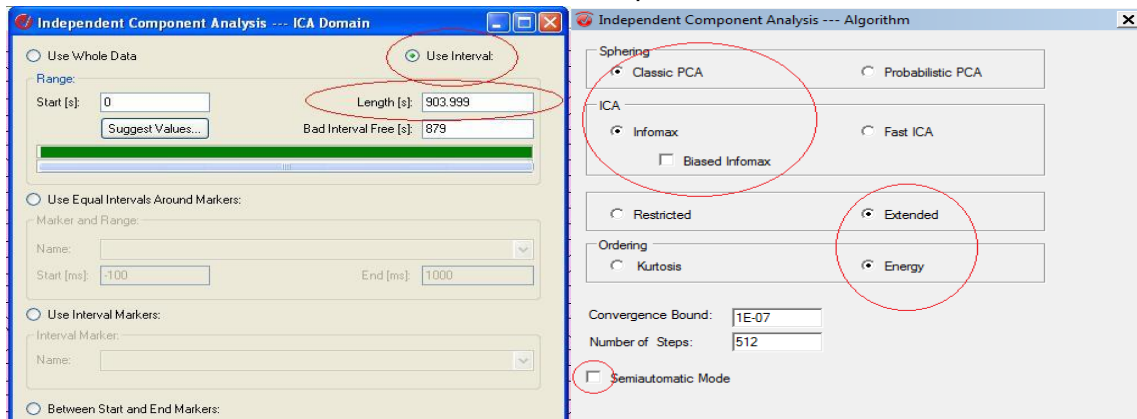 Independent Component Analysis --- ICA Domain
Use Whole Data Use Interval:
Range:
Start [s]: 0 Length [s]: 903.999
Suggest Values... Bad Interval Free [s]: 879
Use Equal Intervals Around Markers:
Marker and Range:
Name:
Start [ms]: -100 End [ms]: 1000
Use Interval Markers:
Interval Marker:
Name:
Between Start and End Markers:
Independent Component Analysis --- Algorithm
Sphering
Classic PCA Probabilistic PCA
ICA
Infomax Fast ICA
Biased Infomax
Restricted Extended
Ordering
Kurtosis Energy
Convergence Bound: 1E-07
Number of Steps: 512
Semiautomatic Mode